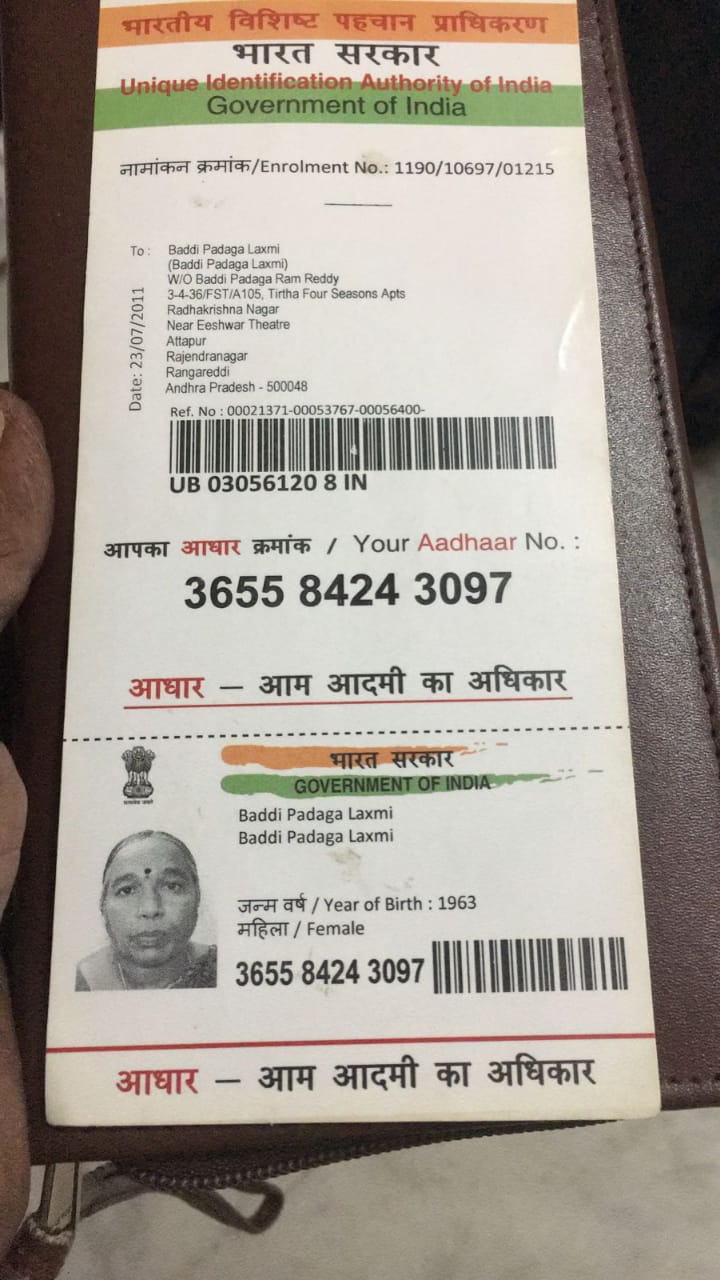 भारतीय विशिष्ट पहचान प्राधिकरण
भारत सरकार
Unique Identification Authority of India
Government of India
नामांकन क्रमांक/Enrolment No.: 1190/10697/01215
To :
Baddi Padaga Laxmi
(Baddi Padaga Laxmi)
W/O Baddi Padaga Ram Reddy
3-4-36/FST/A105, Tirtha Four Seasons Apts
Radhakrishna Nagar
Near Eeshwar Theatre
Attapur
Rajendranagar
Rangareddi
Andhra Pradesh - 500048
Date: 23/07/2011
Ref. No : 00021371-00053767-00056400-
UB 03056120 8 IN
आपका आधार क्रमांक / Your Aadhaar No. :
3655 8424 3097
आधार — आम आदमी का अधिकार
भारत सरकार
GOVERNMENT OF INDIA
सत्यमेव जयते
Baddi Padaga Laxmi
Baddi Padaga Laxmi
जन्म वर्ष / Year of Birth : 1963
महिला / Female
3655 8424 3097
आधार — आम आदमी का अधिकार